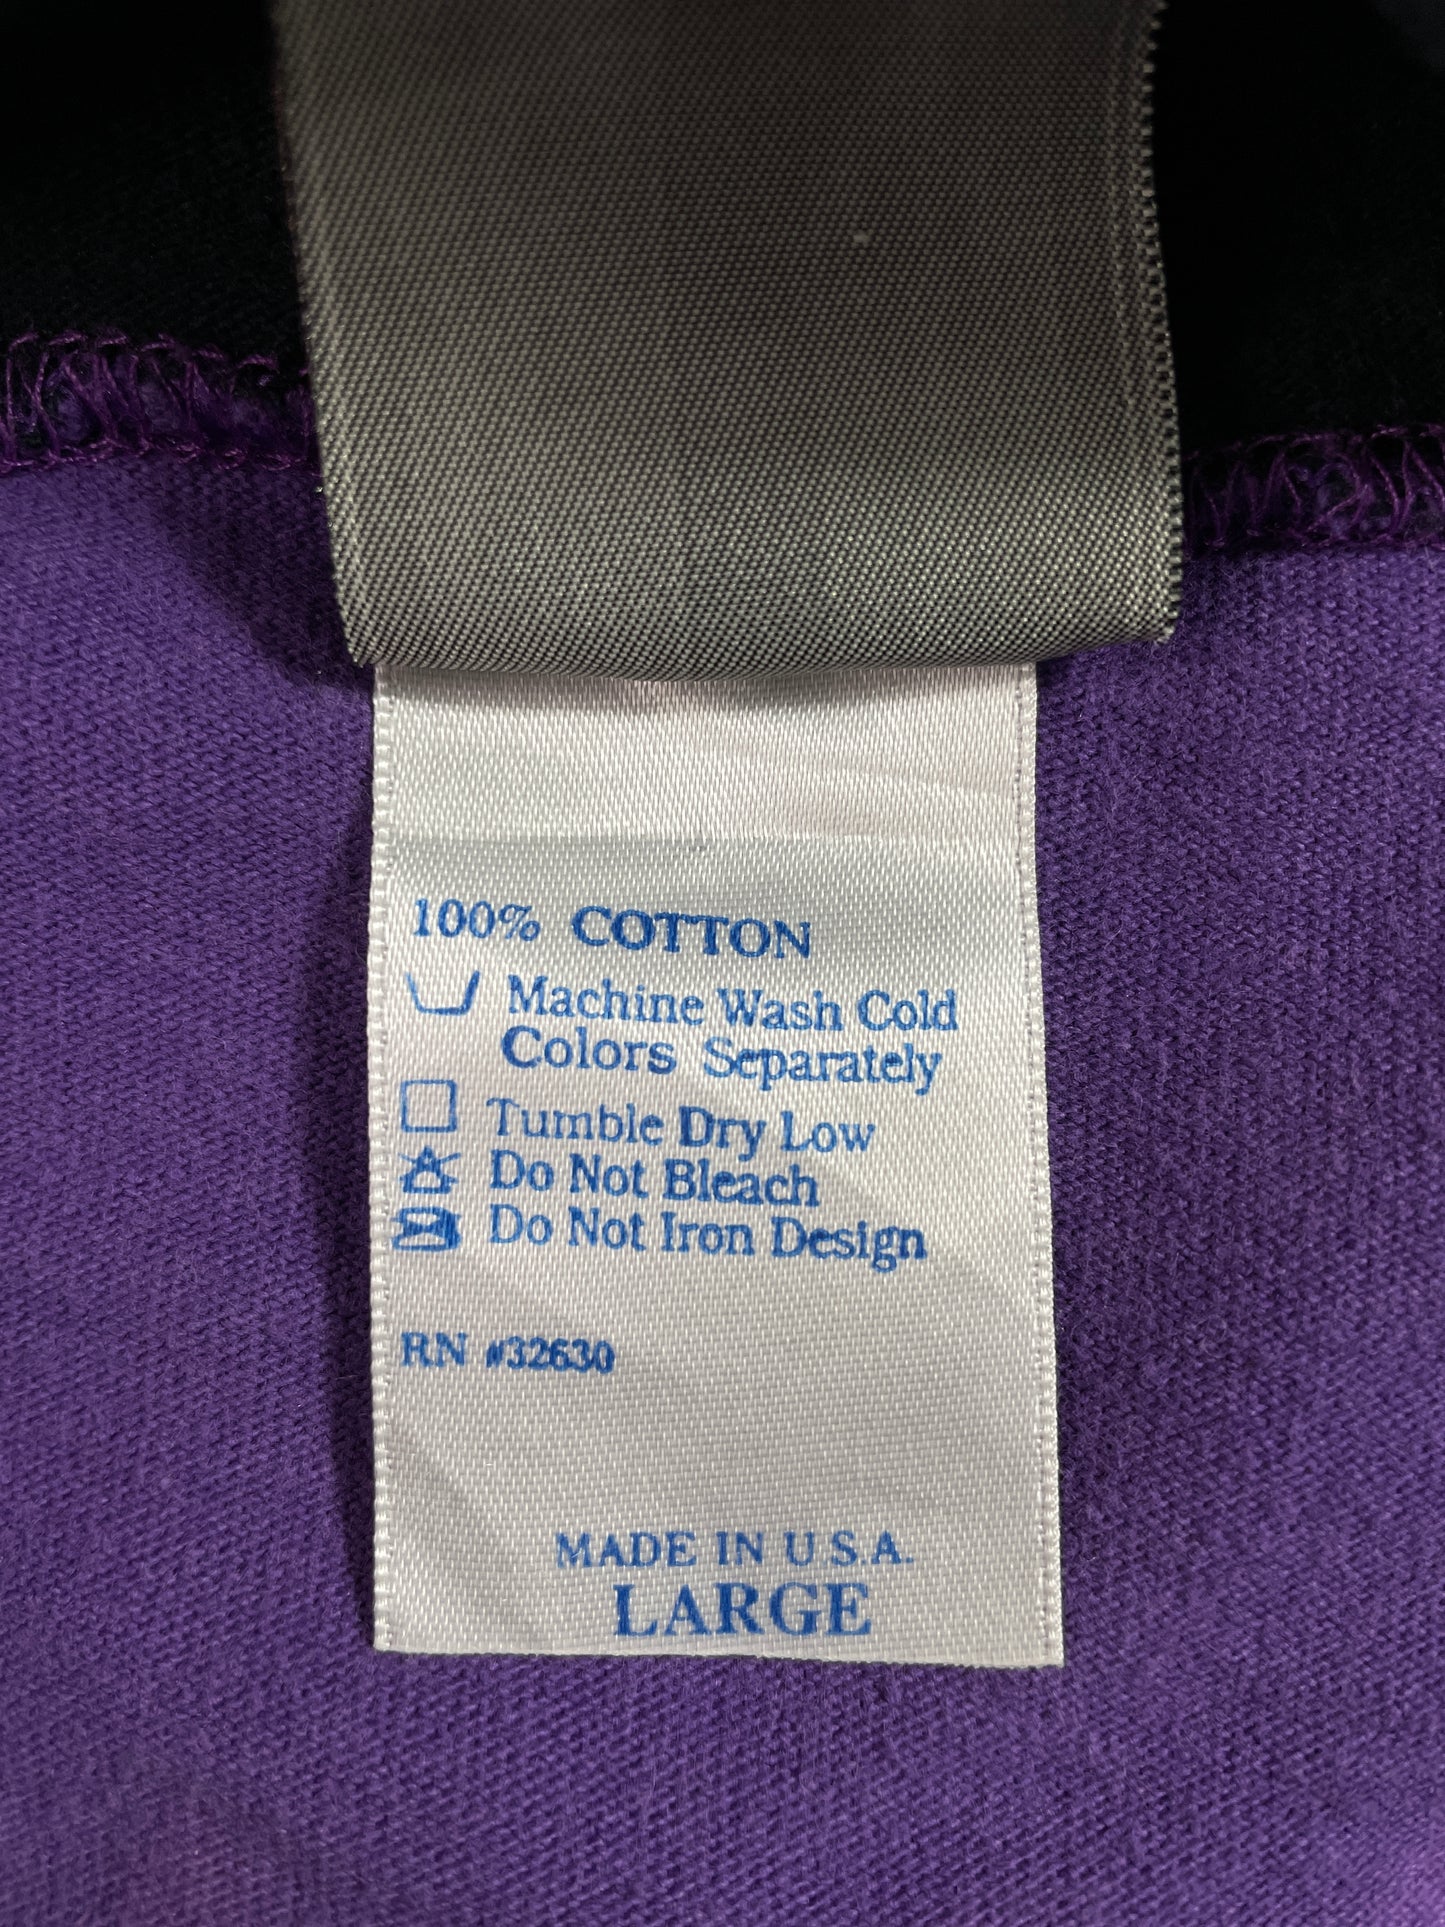 100% COTTON
Machine Wash Cold
Colors Separately
Tumble Dry Low
Do Not Bleach
Do Not Iron Design
RN #32630
MADE IN U.S.A.
LARGE